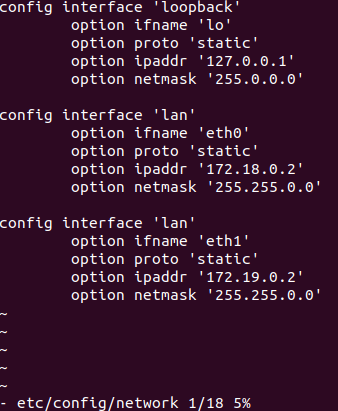 config interface 'loopback'
        option ifname 'lo'
        option proto 'static'
        option ipaddr '127.0.0.1'
        option netmask '255.0.0.0'

config interface 'lan'
        option ifname 'eth0'
        option proto 'static'
        option ipaddr '172.18.0.2'
        option netmask '255.255.0.0'

config interface 'lan'
        option ifname 'eth1'
        option proto 'static'
        option ipaddr '172.19.0.2'
        option netmask '255.255.0.0'
~
~
~
~
~
- etc/config/network 1/18 5%